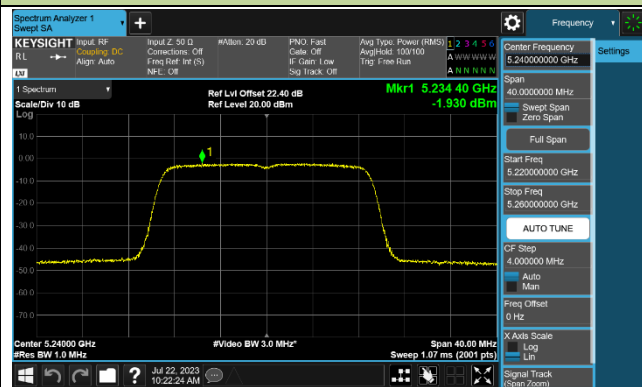 Spectrum Analyzer 1
Swept SA
+
Frequency
KEYSIGHT
Input: RF
Coupling: DC
Align: Auto
Input Z: 50 Ω
Corrections: Off
Freq Ref: Int (S)
NFE: Off
#Atten: 20 dB
PNO: Fast
Gate: Off
IF Gain: Low
Sig Track: Off
Avg Type: Power (RMS)
Avg|Hold: 100/100
Trig: Free Run
1 2 3 4 5 6
A W W W W W
A N N N N N
RL
LXI
1 Spectrum
Scale/Div 10 dB
Log
Ref Lvl Offset 22.40 dB
Ref Level 20.00 dBm
Mkr1 5.234 40 GHz
-1.930 dBm
1
10.0
0.00
-10.0
-20.0
-30.0
-40.0
-50.0
-60.0
-70.0
Center 5.24000 GHz
#Res BW 1.0 MHz
#Video BW 3.0 MHz*
Span 40.00 MHz
Sweep 1.07 ms (2001 pts)
Center Frequency
5.240000000 GHz
Settings
Span
40.0000000 MHz
Swept Span
Zero Span
Full Span
Start Freq
5.220000000 GHz
Stop Freq
5.260000000 GHz
AUTO TUNE
CF Step
4.000000 MHz
Auto
Man
Freq Offset
0 Hz
X Axis Scale
Log
Lin
Signal Track
(Span Zoom)
?
Jul 22, 2023
10:22:24 AM